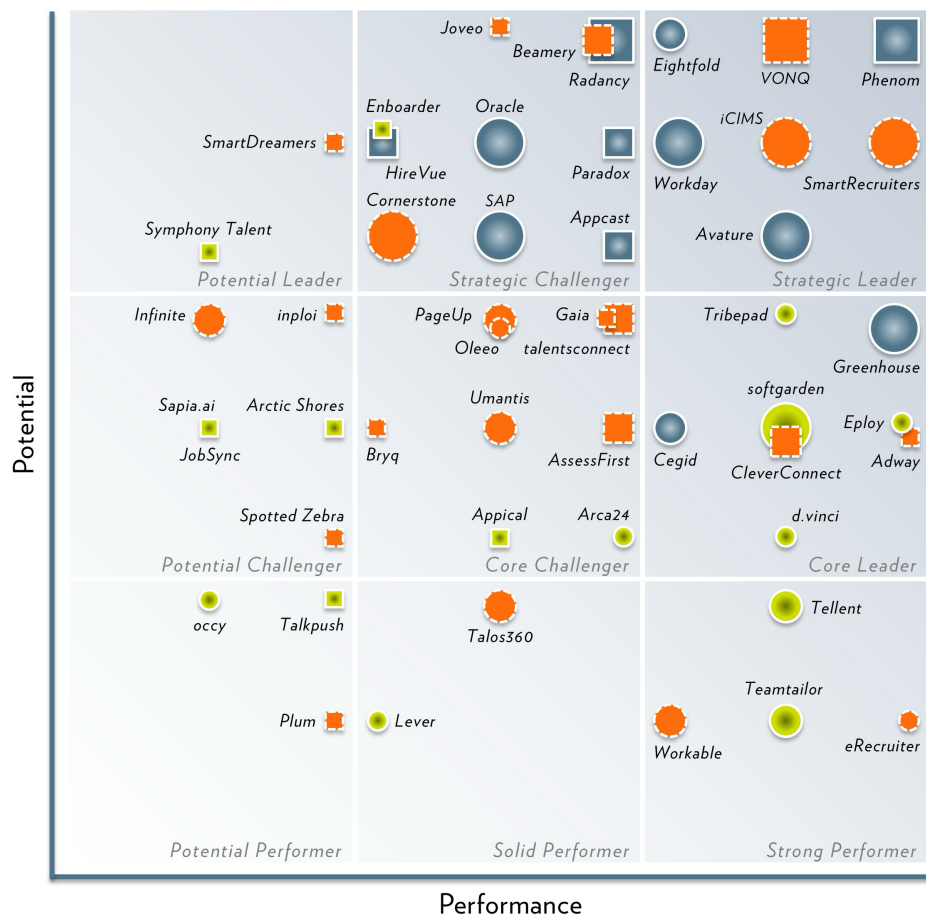 Joveo
Beamery
Radancy
Eightfold
VONQ
Phenom
Enboarder
Oracle
iCIMS
SmartDreamers
HireVue
Paradox
Workday
SmartRecruiters
Cornerstone
SAP
Appcast
Symphony Talent
Avature
Potential Leader
Strategic Challenger
Strategic Leader
Infinite
inploi
PageUp
Gaia
Tribepad
Oleeo
talentsconnect
Greenhouse
softgarden
Umantis
Sapia.ai
Arctic Shores
Eploy
JobSync
Bryq
AssessFirst
Cegid
Adway
CleverConnect
Spotted Zebra
Appical
Arca24
d.vinci
Potential Challenger
Core Challenger
Core Leader
occy
Talkpush
Talos360
Tellent
Teamtailor
Plum
Lever
Workable
eRecruiter
Potential Performer
Solid Performer
Strong Performer
Potential
Performance